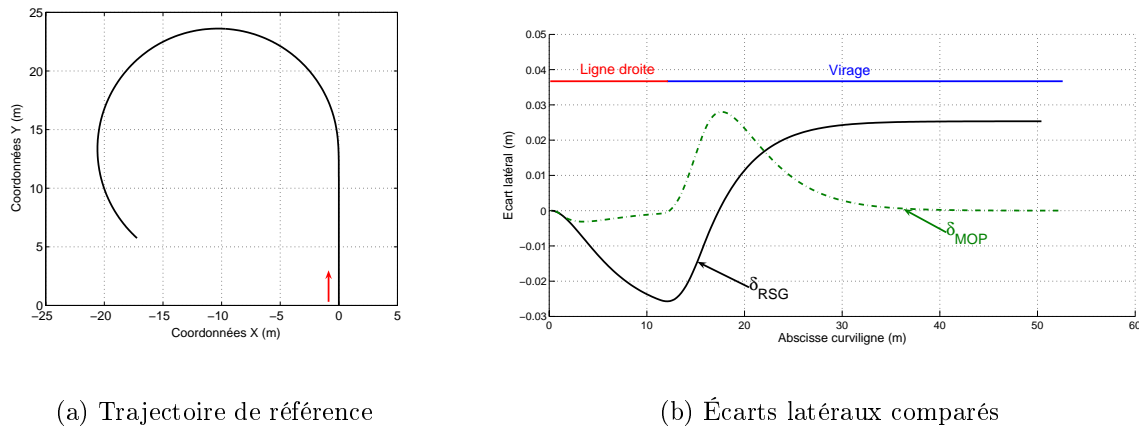 25
20
15
10
5
0
Coordonnées Y (m)
−25
−20
−15
−10
−5
0
5
Coordonnées X (m)
(a) Trajectoire de référence
0.05
0.04
0.03
0.02
0.01
0
−0.01
−0.02
−0.03
Ecart latéral (m)
Ligne droite
Virage
δMOP
δRSG
0
10
20
30
40
50
60
Abscisse curviligne (m)
(b) Écarts latéraux comparés